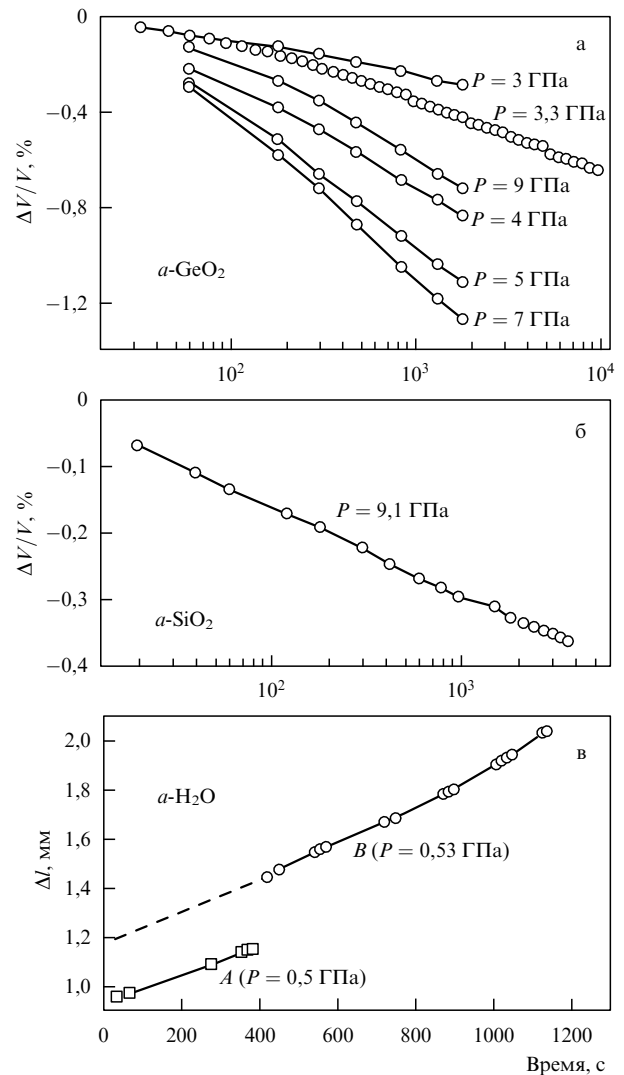 0
−0,4
−0,8
−1,2
ΔV/V, %
а
P = 3 ГПа
P = 3,3 ГПа
P = 9 ГПа
P = 4 ГПа
P = 5 ГПа
P = 7 ГПа
a-GeO₂
10² 10³ 10⁴
0
−0,1
−0,2
−0,3
−0,4
ΔV/V, %
б
P = 9,1 ГПа
a-SiO₂
10² 10³
2,0
1,8
1,6
1,4
1,2
1,0
Δl, мм
в
a-H₂O
B (P = 0,53 ГПа)
A (P = 0,5 ГПа)
0 200 400 600 800 1000 1200
Время, с